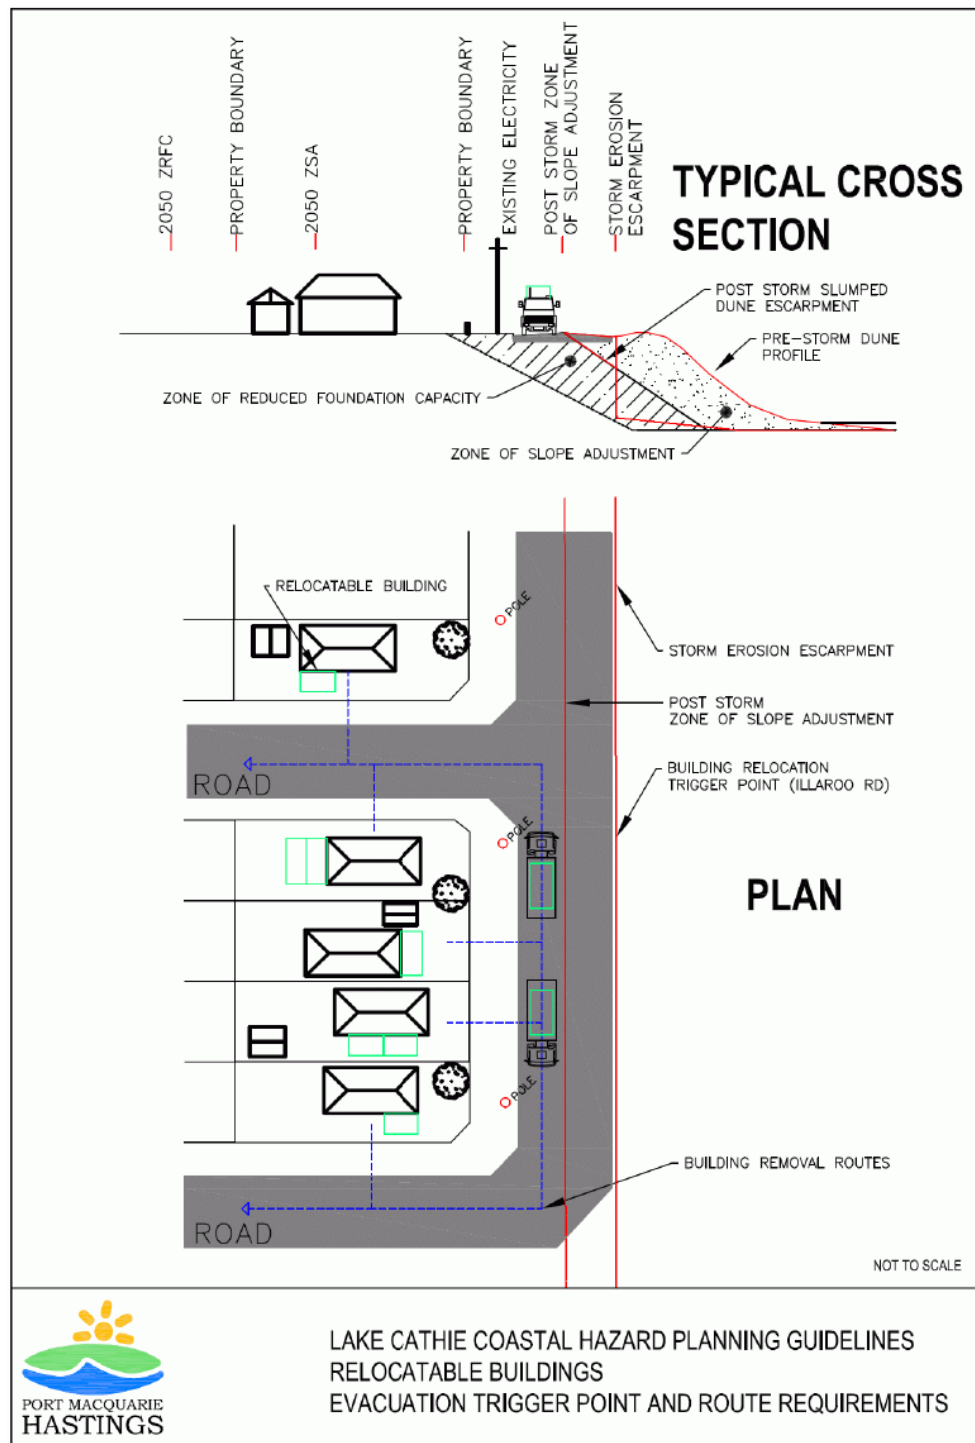 2050 ZRFC
PROPERTY BOUNDARY
2050 ZSA
PROPERTY BOUNDARY
EXISTING ELECTRICITY
POST STORM ZONE
OF SLOPE ADJUSTMENT
STORM EROSION
ESCARPMENT
TYPICAL CROSS
SECTION
POST STORM SLUMPED
DUNE ESCARPMENT
PRE-STORM DUNE
PROFILE
ZONE OF REDUCED FOUNDATION CAPACITY
ZONE OF SLOPE ADJUSTMENT
RELOCATABLE BUILDING
POLE
STORM EROSION ESCARPMENT
POST STORM
ZONE OF SLOPE ADJUSTMENT
ROAD
BUILDING RELOCATION
TRIGGER POINT (ILLAROO RD)
POLE
PLAN
POLE
BUILDING REMOVAL ROUTES
ROAD
NOT TO SCALE
PORT MACQUARIE
HASTINGS
LAKE CATHIE COASTAL HAZARD PLANNING GUIDELINES
RELOCATABLE BUILDINGS
EVACUATION TRIGGER POINT AND ROUTE REQUIREMENTS